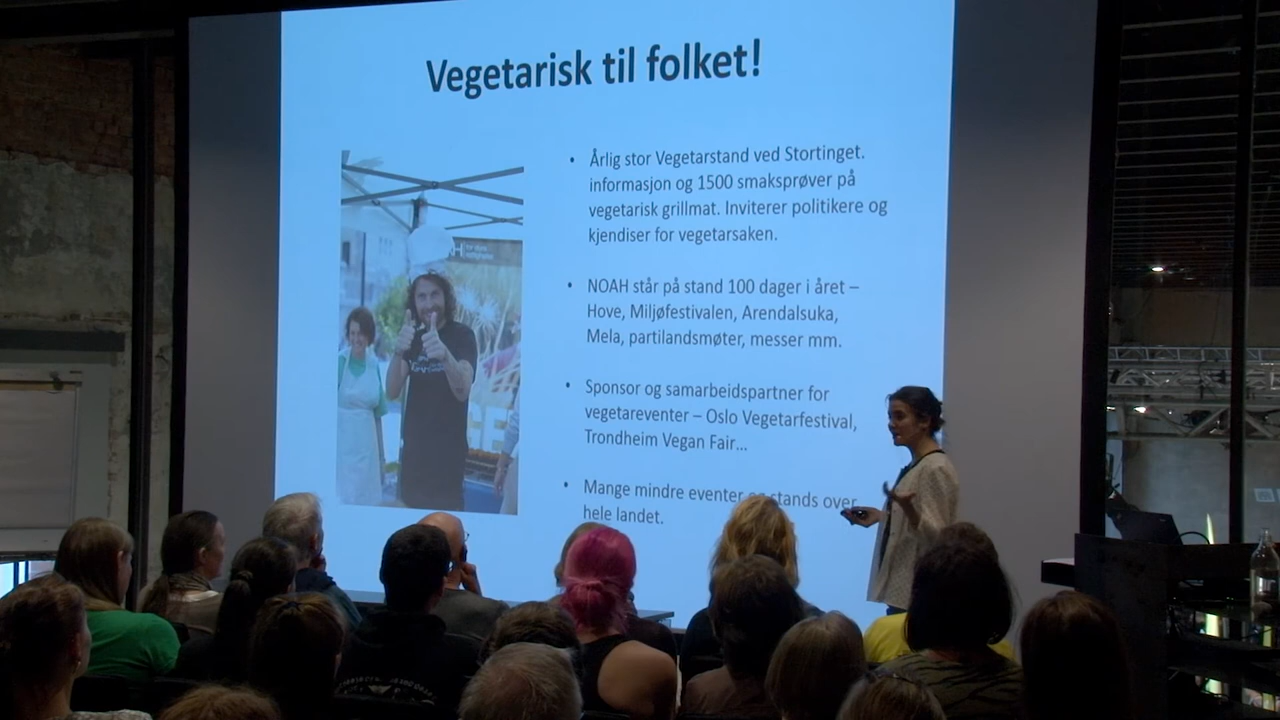 Vegetarisk til folket!
• Årlig stor Vegetarstand ved Stortinget.
informasjon og 1500 smaksprøver på
vegetarisk grillmat. Inviterer politikere og
kjendiser for vegetarsaken.
• NOAH står på stand 100 dager i året –
Hove, Miljøfestivalen, Arendalsuka,
Mela, partilandsmøter, messer mm.
• Sponsor og samarbeidspartner for
vegetareventer – Oslo Vegetarfestival,
Trondheim Vegan Fair...
• Mange mindre eventer og stands over
hele landet.